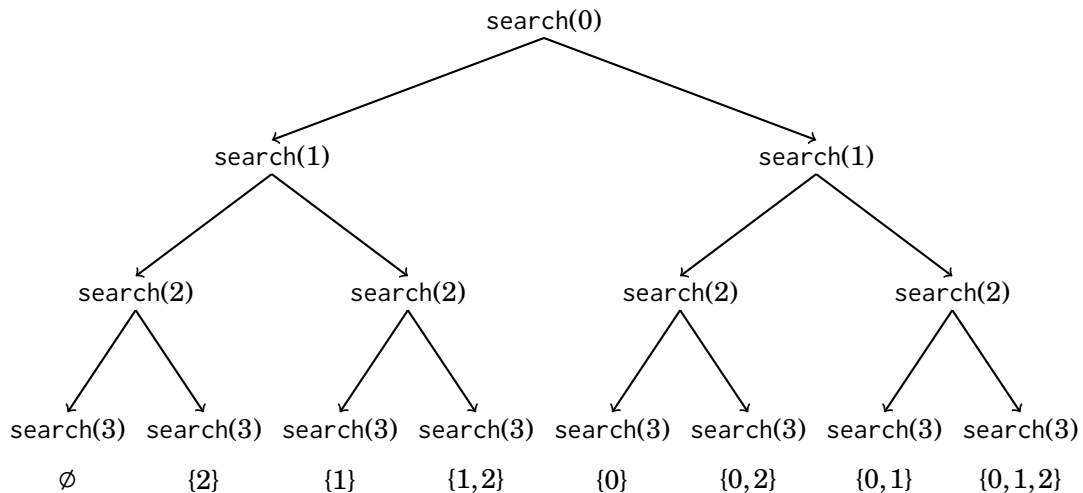 search(0)
search(1) search(1)
search(2) search(2) search(2) search(2)
search(3) search(3) search(3) search(3) search(3) search(3) search(3) search(3)
∅ {2} {1} {1,2} {0} {0,2} {0,1} {0,1,2}